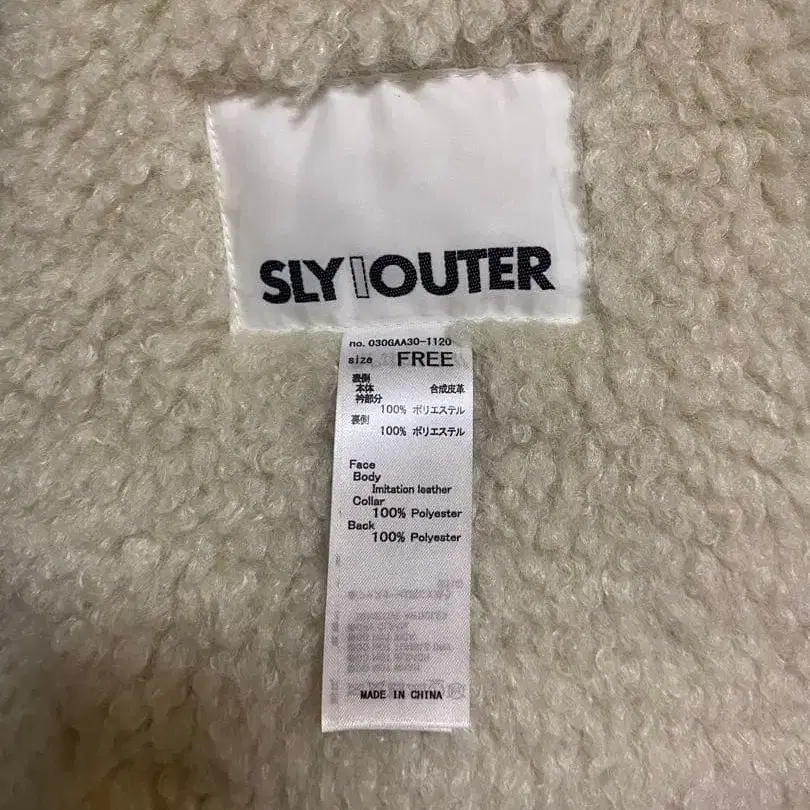 SLY OUTER
no. 030GAA30-1120
size FREE
表側
本体 合成皮革
衿部分
100% ポリエステル
裏側
100% ポリエステル
Face
Body
Imitation leather
Collar
100% Polyester
Back
100% Polyester
MADE IN CHINA